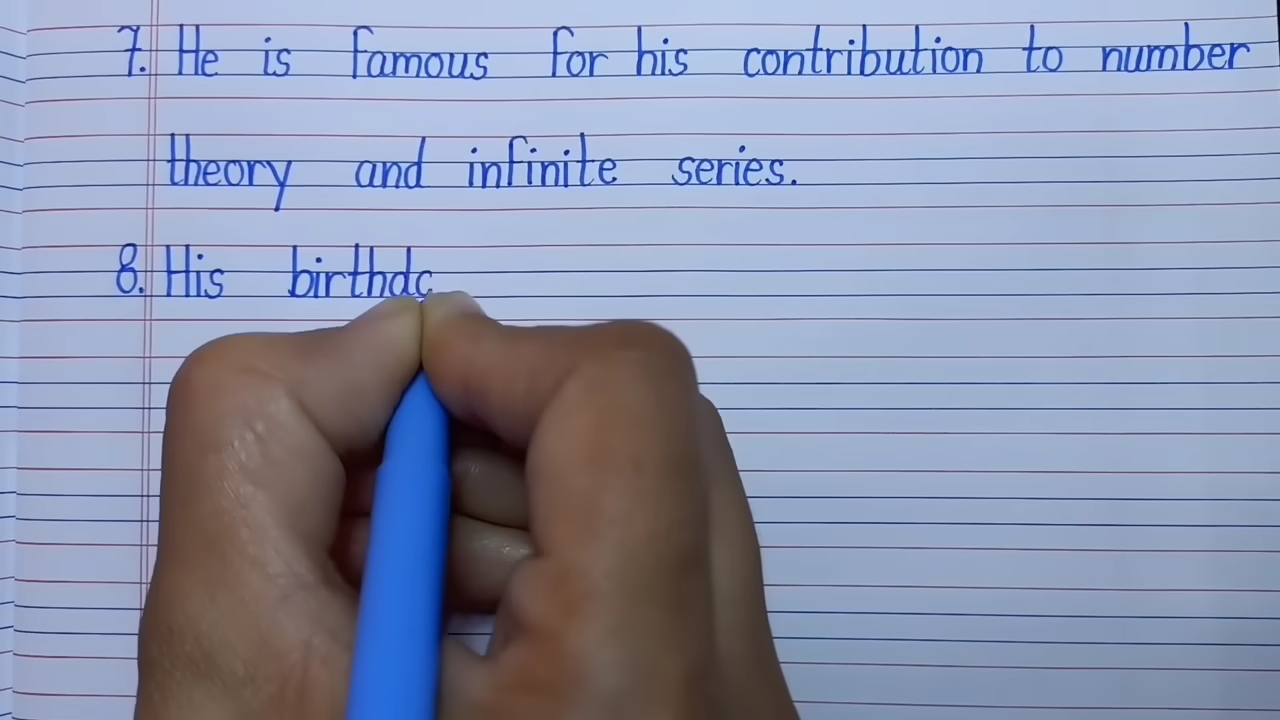 7. He is famous for his contribution to number
theory and infinite series.
8. His